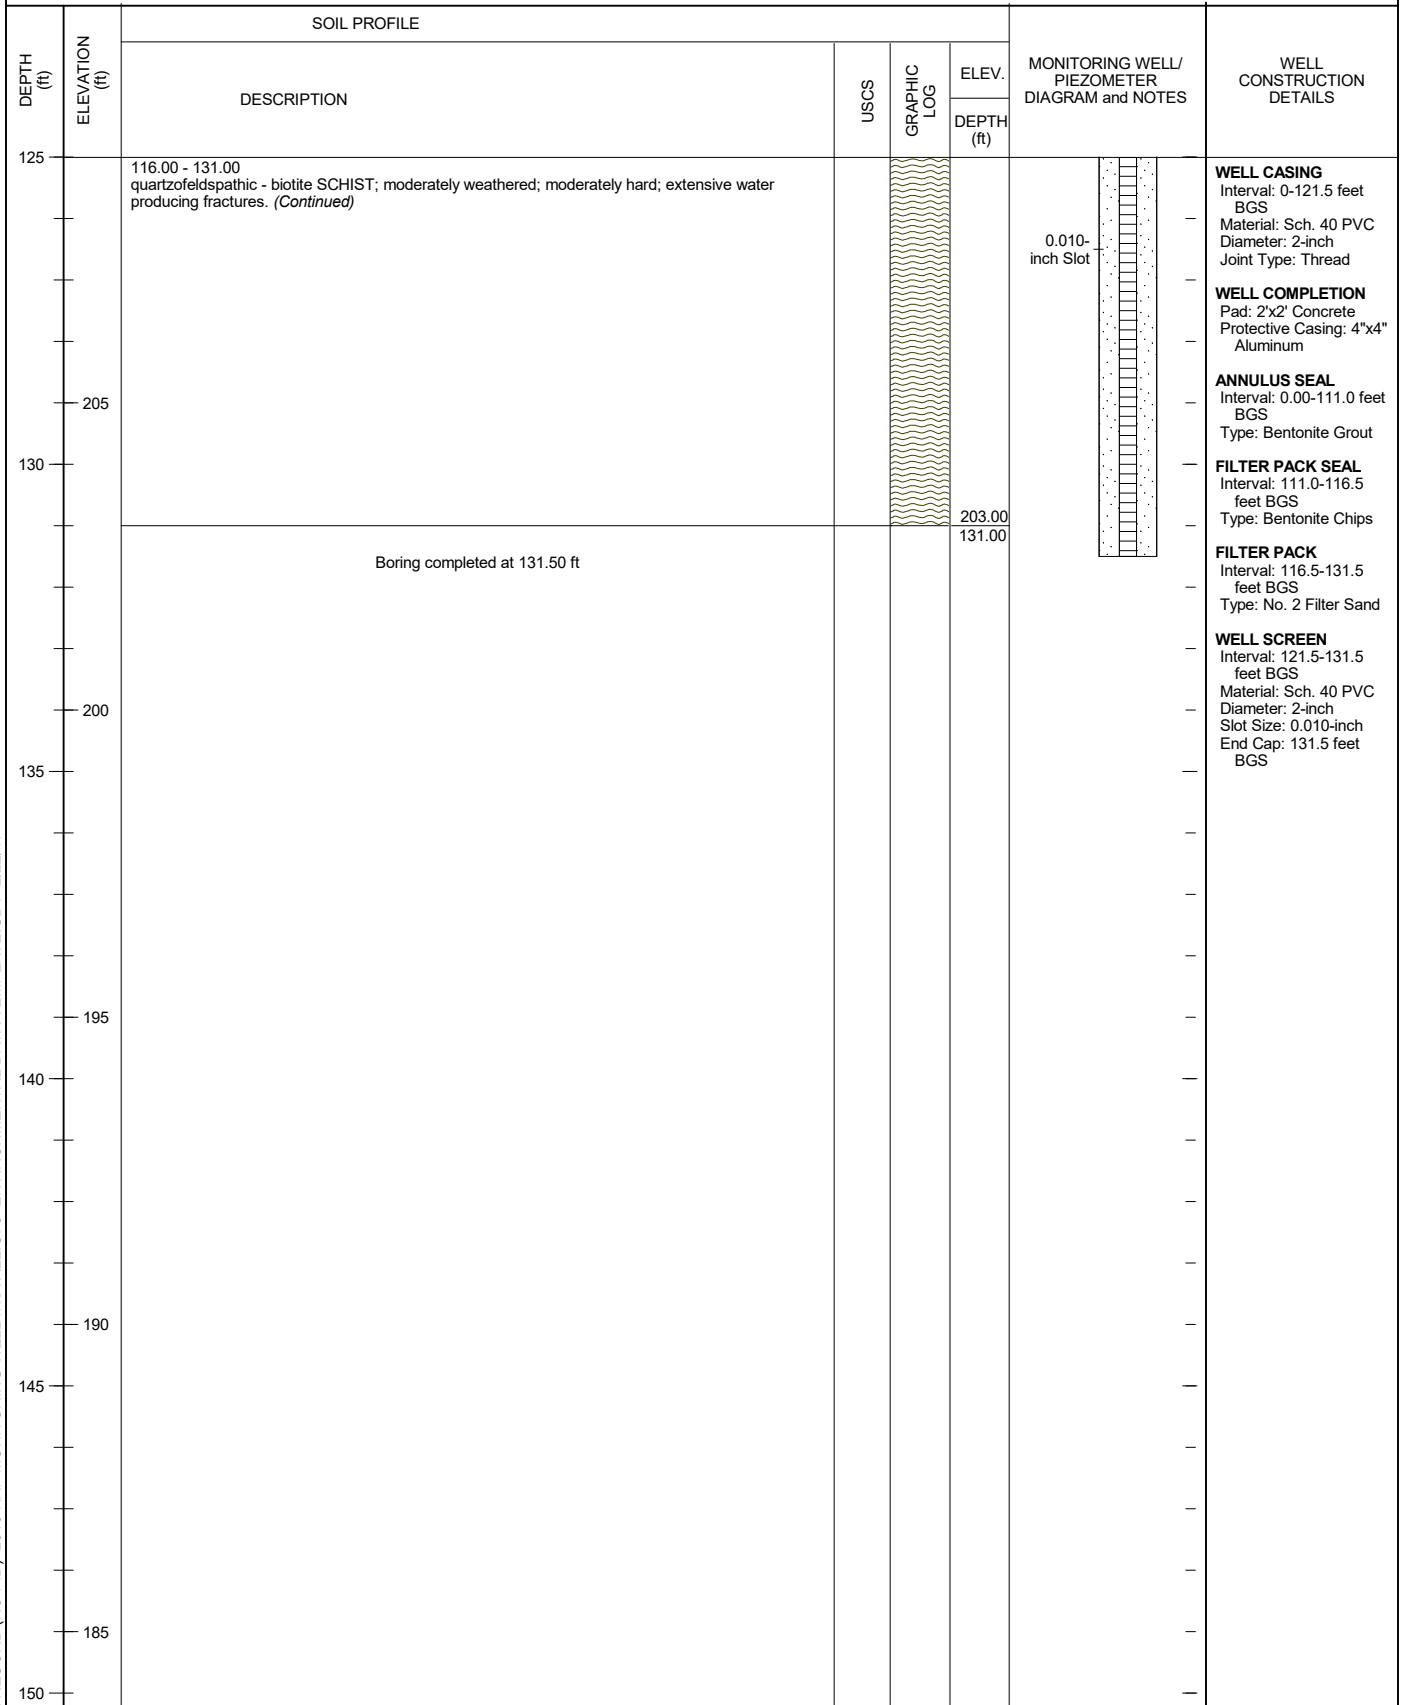 SOIL PROFILE
DEPTH
(ft)
ELEVATION
(ft)
DESCRIPTION
USCS
GRAPHIC
LOG
ELEV.
DEPTH
(ft)
MONITORING WELL/
PIEZOMETER
DIAGRAM and NOTES
WELL
CONSTRUCTION
DETAILS
125
116.00 - 131.00
quartzofeldspathic - biotite SCHIST; moderately weathered; moderately hard; extensive water
producing fractures. (Continued)
0.010-
inch Slot
205
130
203.00
131.00
Boring completed at 131.50 ft
200
135
195
140
190
145
185
150
WELL CASING
Interval: 0-121.5 feet
BGS
Material: Sch. 40 PVC
Diameter: 2-inch
Joint Type: Thread
WELL COMPLETION
Pad: 2'x2' Concrete
Protective Casing: 4"x4"
Aluminum
ANNULUS SEAL
Interval: 0.00-111.0 feet
BGS
Type: Bentonite Grout
FILTER PACK SEAL
Interval: 111.0-116.5
feet BGS
Type: Bentonite Chips
FILTER PACK
Interval: 116.5-131.5
feet BGS
Type: No. 2 Filter Sand
WELL SCREEN
Interval: 121.5-131.5
feet BGS
Material: Sch. 40 PVC
Diameter: 2-inch
Slot Size: 0.010-inch
End Cap: 131.5 feet
BGS